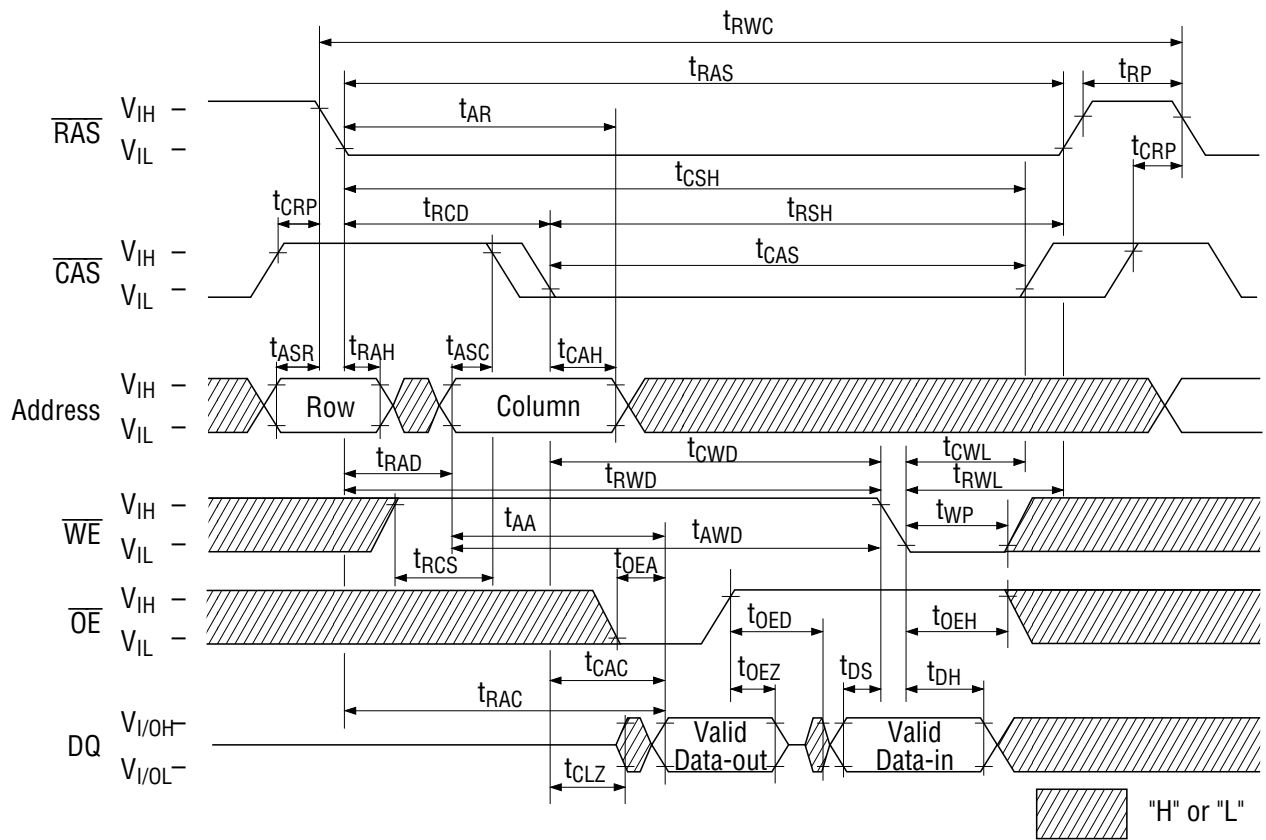 tRWC
tRAS
tRP
VIH
RAS
VIL
tAR
tCRP
tCSH
tCRP
tRCD
tRSH
VIH
CAS
VIL
tCAS
tASR
tRAH
tASC
tCAH
VIH
Address
VIL
Row
Column
tCWD
tCWL
tRAD
tRWD
tRWL
VIH
WE
VIL
tAA
tAWD
tWP
tRCS
tOEA
VIH
OE
VIL
tOED
tOEH
tCAC
tOEZ
tDS
tDH
tRAC
VI/OH
DQ
VI/OL
Valid
Data-out
Valid
Data-in
tCLZ
"H" or "L"